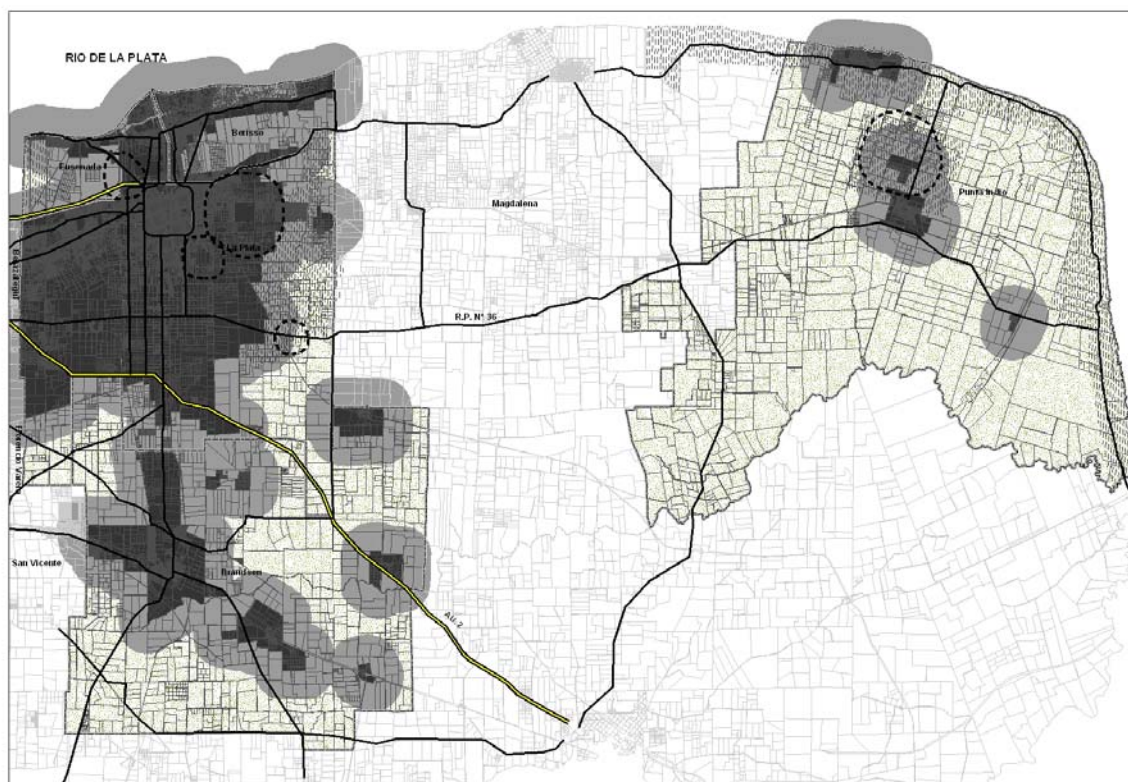 RIO DE LA PLATA
Berisso
Ensenada
Punta Indio
Magdalena
La Plata
R.P. N° 36
San Vicente
Brandsen
AU.2